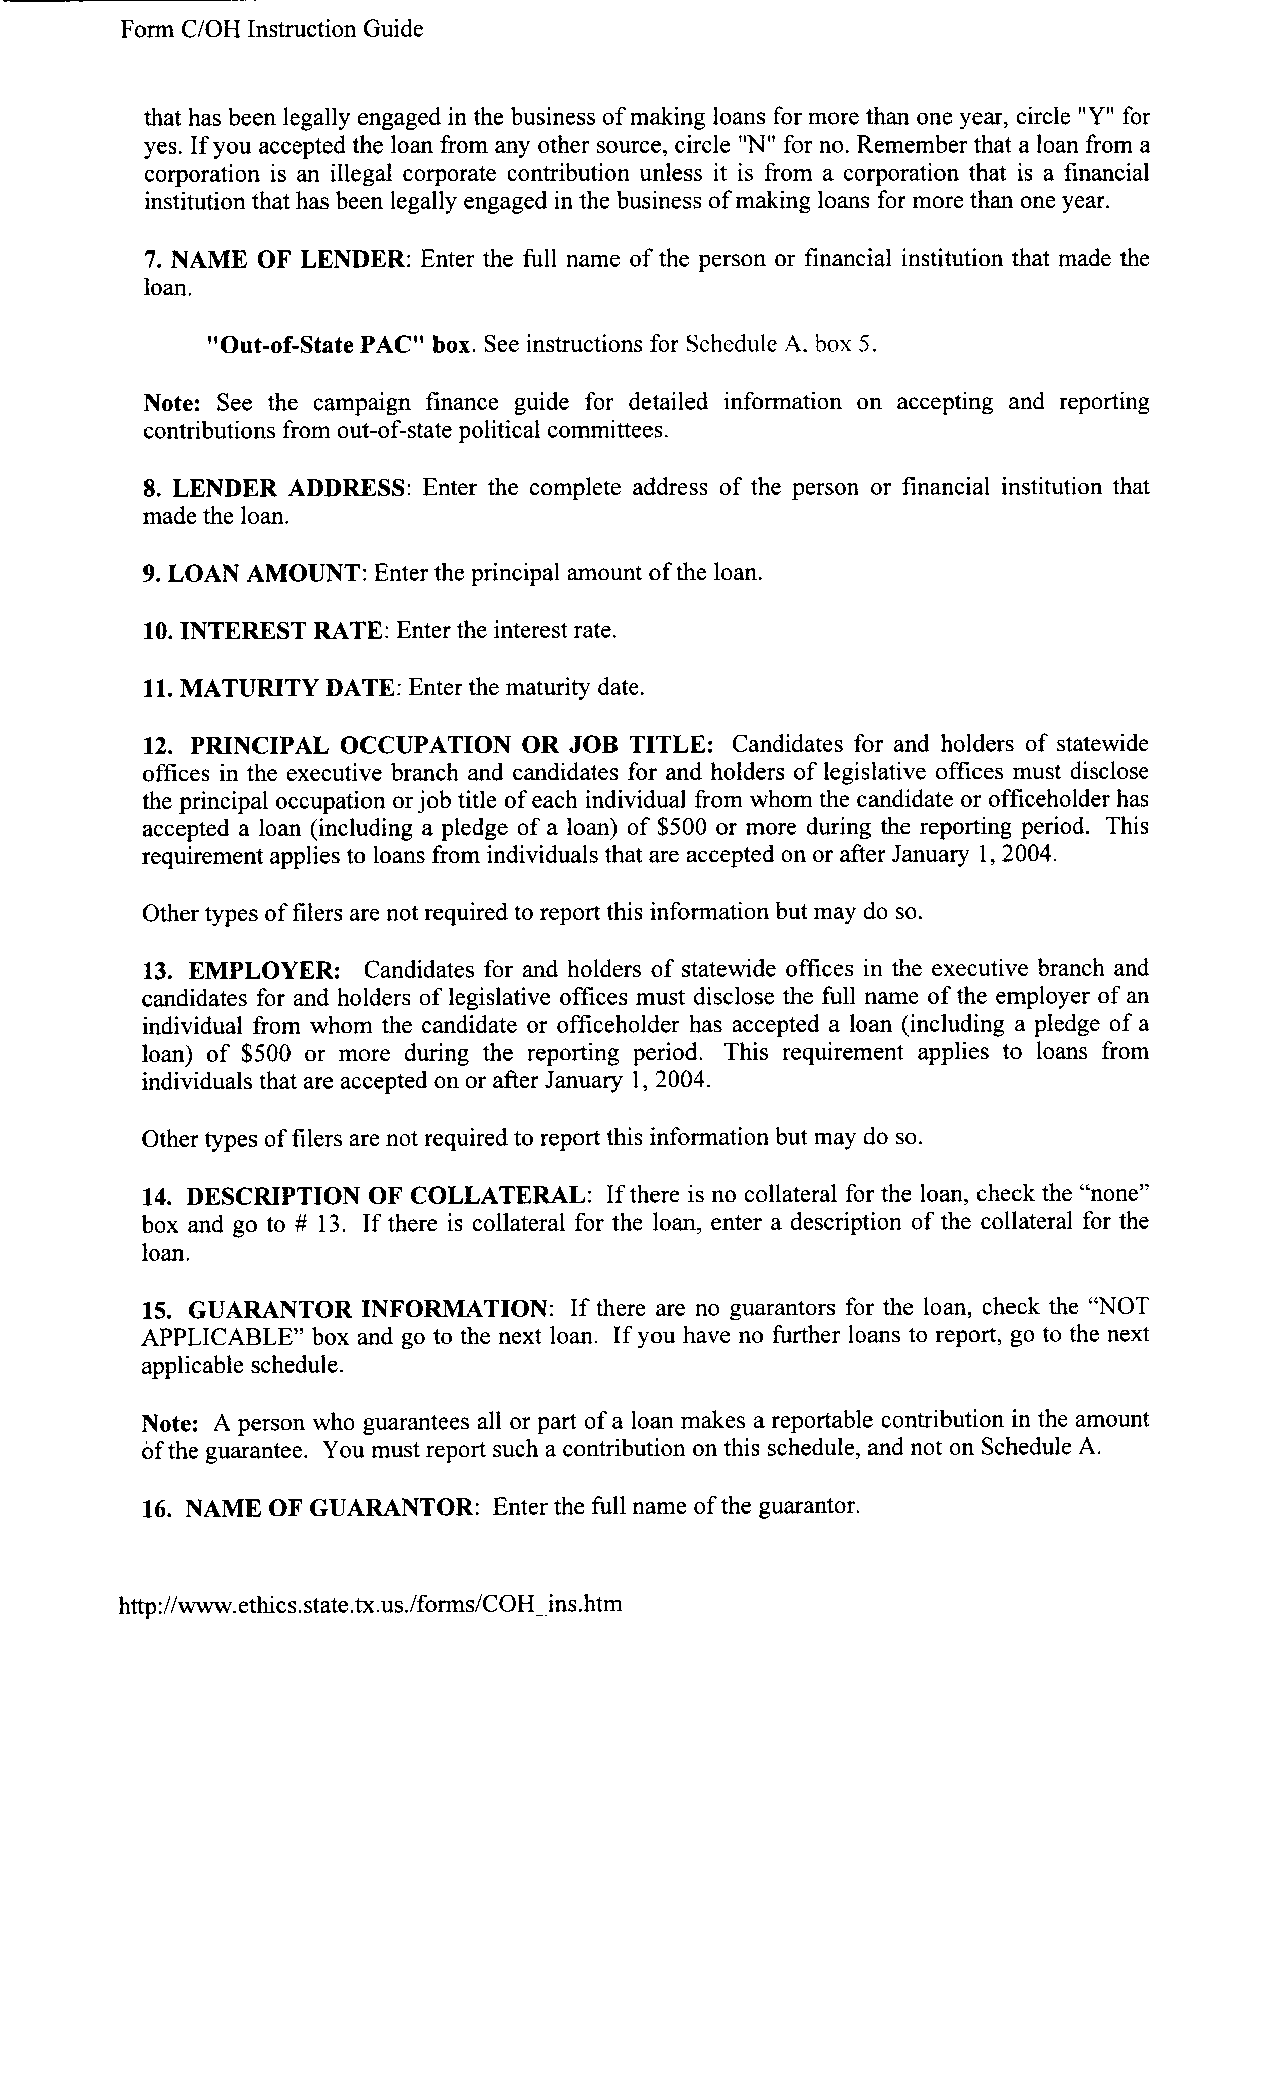 Form C/OH Instruction Guide
that has been legally engaged in the business of making loans for more than one year, circle "Y" for
yes. If you accepted the loan from any other source, circle "N" for no. Remember that a loan from a
corporation is an illegal corporate contribution unless it is from a corporation that is a financial
institution that has been legally engaged in the business of making loans for more than one year.
7. NAME OF LENDER: Enter the full name of the person or financial institution that made the
loan.
"Out-of-State PAC" box. See instructions for Schedule A. box 5.
Note: See the campaign finance guide for detailed information on accepting and reporting
contributions from out-of-state political committees.
8. LENDER ADDRESS: Enter the complete address of the person or financial institution that
made the loan.
9. LOAN AMOUNT: Enter the principal amount of the loan.
10. INTEREST RATE: Enter the interest rate.
11. MATURITY DATE: Enter the maturity date.
12. PRINCIPAL OCCUPATION OR JOB TITLE: Candidates for and holders of statewide
offices in the executive branch and candidates for and holders of legislative offices must disclose
the principal occupation or job title of each individual from whom the candidate or officeholder has
accepted a loan (including a pledge of a loan) of $500 or more during the reporting period. This
requirement applies to loans from individuals that are accepted on or after January 1, 2004.
Other types of filers are not required to report this information but may do so.
13. EMPLOYER: Candidates for and holders of statewide offices in the executive branch and
candidates for and holders of legislative offices must disclose the full name of the employer of an
individual from whom the candidate or officeholder has accepted a loan (including a pledge of a
loan) of $500 or more during the reporting period. This requirement applies to loans from
individuals that are accepted on or after January 1, 2004.
Other types of filers are not required to report this information but may do so.
14. DESCRIPTION OF COLLATERAL: If there is no collateral for the loan, check the “none”
box and go to # 13. If there is collateral for the loan, enter a description of the collateral for the
loan.
15. GUARANTOR INFORMATION: If there are no guarantors for the loan, check the “NOT
APPLICABLE” box and go to the next loan. If you have no further loans to report, go to the next
applicable schedule.
Note: A person who guarantees all or part of a loan makes a reportable contribution in the amount
of the guarantee. You must report such a contribution on this schedule, and not on Schedule A.
16. NAME OF GUARANTOR: Enter the full name of the guarantor.
http://www.ethics.state.tx.us./forms/COH_ins.htm